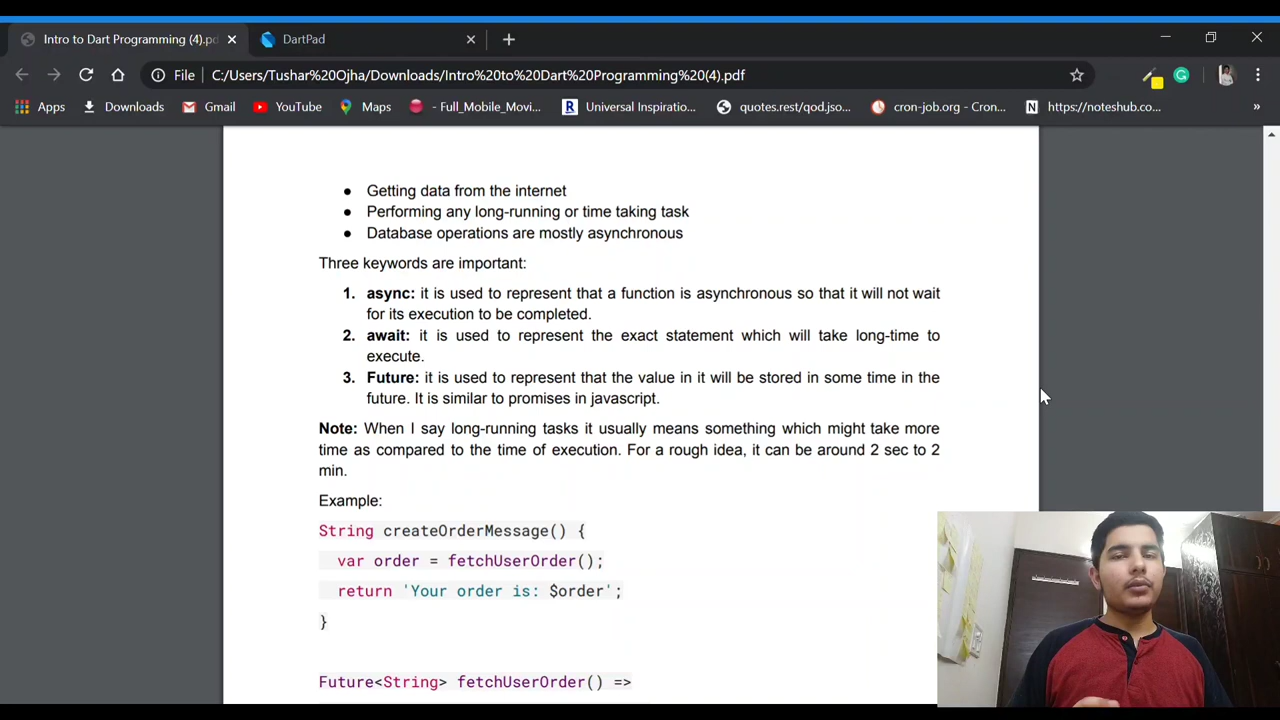 Intro to Dart Programming (4).pd
DartPad
File C:/Users/Tushar%20Ojha/Downloads/Intro%20to%20Dart%20Programming%20(4).pdf
Apps Downloads Gmail YouTube Maps - Full_Mobile_Movi... Universal Inspiratio... quotes.rest/qod.jso... cron-job.org - Cron... https://noteshub.co... »
● Getting data from the internet
● Performing any long-running or time taking task
● Database operations are mostly asynchronous
Three keywords are important:
1. async: it is used to represent that a function is asynchronous so that it will not wait
for its execution to be completed.
2. await: it is used to represent the exact statement which will take long-time to
execute.
3. Future: it is used to represent that the value in it will be stored in some time in the
future. It is similar to promises in javascript.
Note: When I say long-running tasks it usually means something which might take more
time as compared to the time of execution. For a rough idea, it can be around 2 sec to 2
min.
Example:
String createOrderMessage() {
var order = fetchUserOrder();
return 'Your order is: $order';
}
Future<String> fetchUserOrder() =>